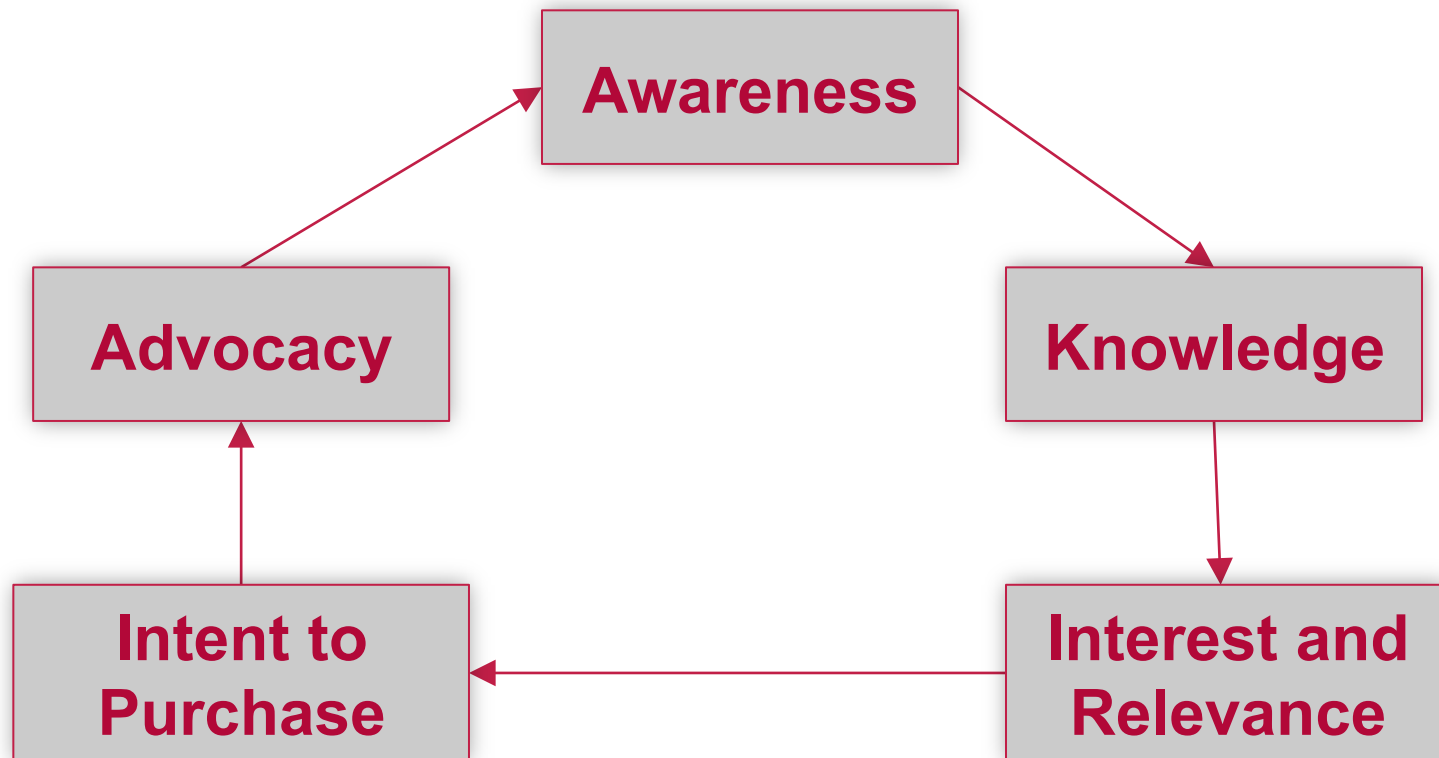 Awareness
Advocacy
Knowledge
Intent to
Purchase
Interest and
Relevance